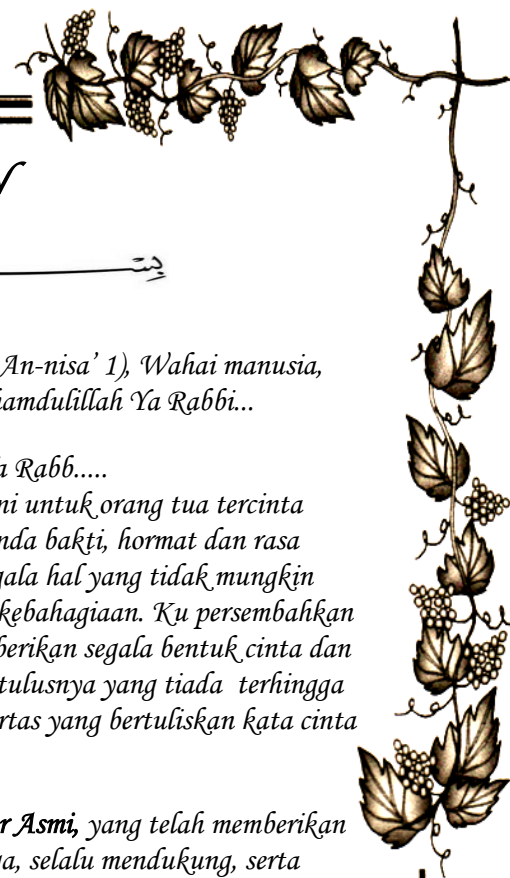 بِسْ
An-nisa' 1), Wahai manusia,
hamdulillah Ya Rabbi...
Rabb.....
ni untuk orang tua tercinta
nda bakti, hormat dan rasa
gala hal yang tidak mungkin
kebahagiaan. Ku persembahkan
berikan segala bentuk cinta dan
tulusnya yang tiada terhingga
rtas yang bertuliskan kata cinta
r Asmi, yang telah memberikan
a, selalu mendukung, serta